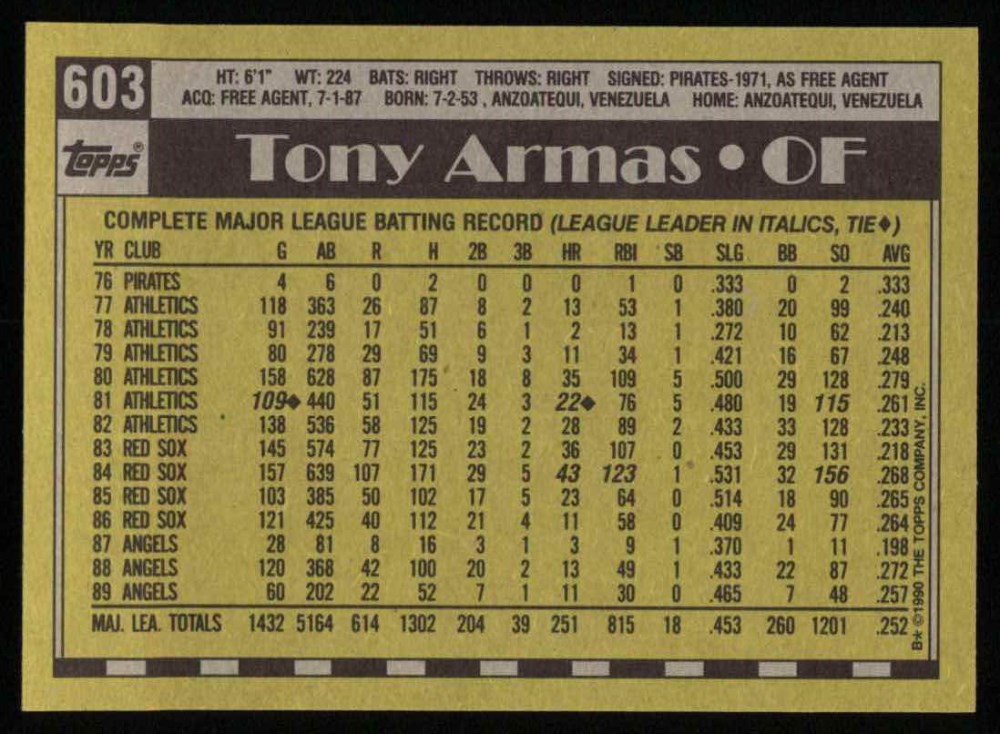 603
HT: 6'1" WT: 224 BATS: RIGHT THROWS: RIGHT SIGNED: PIRATES-1971, AS FREE AGENT
ACQ: FREE AGENT, 7-1-87 BORN: 7-2-53 , ANZOATEQUI, VENEZUELA HOME: ANZOATEQUI, VENEZUELA
topps®
Tony Armas • OF
COMPLETE MAJOR LEAGUE BATTING RECORD (LEAGUE LEADER IN ITALICS, TIE♦)
YR CLUB G AB R H 2B 3B HR RBI SB SLG BB SO AVG
76 PIRATES 4 6 0 2 0 0 0 1 0 .333 0 2 .333
77 ATHLETICS 118 363 26 87 8 2 13 53 1 .380 20 99 .240
78 ATHLETICS 91 239 17 51 6 1 2 13 1 .272 10 62 .213
79 ATHLETICS 80 278 29 69 9 3 11 34 1 .421 16 67 .248
80 ATHLETICS 158 628 87 175 18 8 35 109 5 .500 29 128 .279
81 ATHLETICS 109♦ 440 51 115 24 3 22♦ 76 5 .480 19 115 .261
82 ATHLETICS 138 536 58 125 19 2 28 89 2 .433 33 128 .233
83 RED SOX 145 574 77 125 23 2 36 107 0 .453 29 131 .218
84 RED SOX 157 639 107 171 29 5 43 123 1 .531 32 156 .268
85 RED SOX 103 385 50 102 17 5 23 64 0 .514 18 90 .265
86 RED SOX 121 425 40 112 21 4 11 58 0 .409 24 77 .264
87 ANGELS 28 81 8 16 3 1 3 9 1 .370 1 11 .198
88 ANGELS 120 368 42 100 20 2 13 49 1 .433 22 87 .272
89 ANGELS 60 202 22 52 7 1 11 30 0 .465 7 48 .257
MAJ. LEA. TOTALS 1432 5164 614 1302 204 39 251 815 18 .453 260 1201 .252
B* ©1990 THE TOPPS COMPANY, INC.